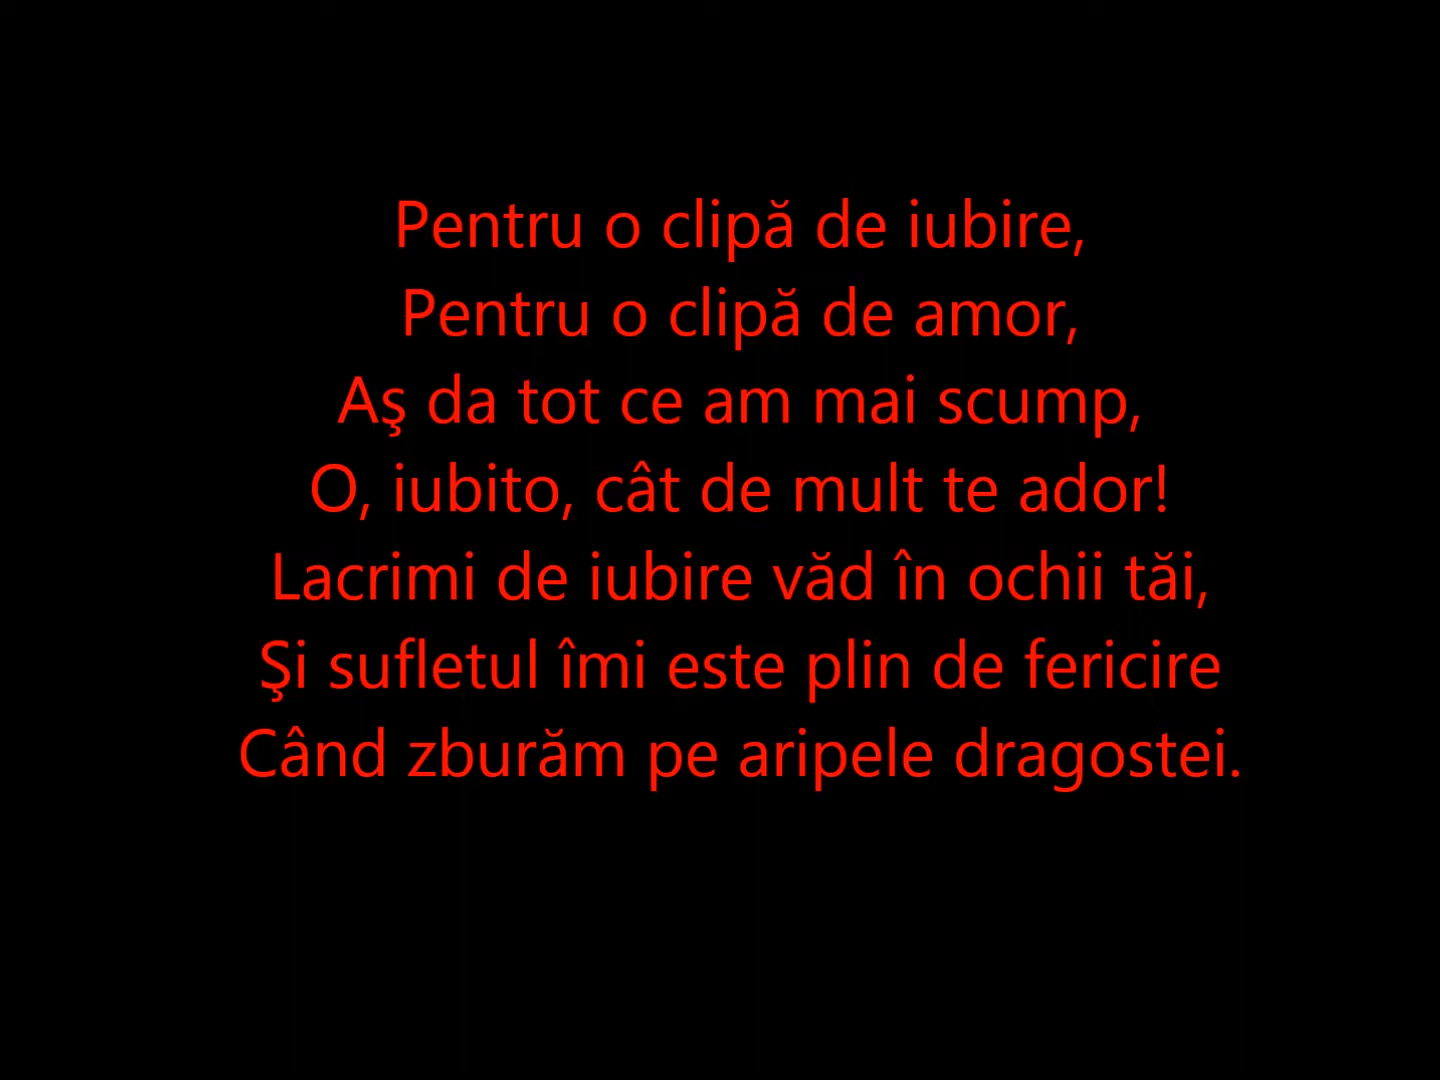 Pentru o clipă de iubire,
Pentru o clipă de amor,
Aş da tot ce am mai scump,
O, iubito, cât de mult te ador!
Lacrimi de iubire văd în ochii tăi,
Şi sufletul îmi este plin de fericire
Când zburăm pe aripele dragostei.